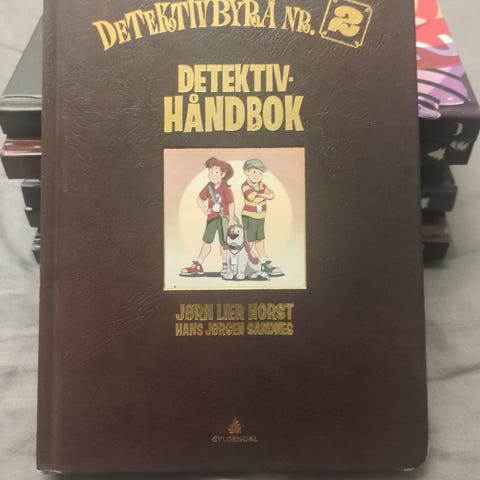 DETEKTIVBYRÅ NR. 2
DETEKTIV-
HÅNDBOK
JØRN LIER HORST
HANS JØRGEN SANDNES
GYLDENDAL